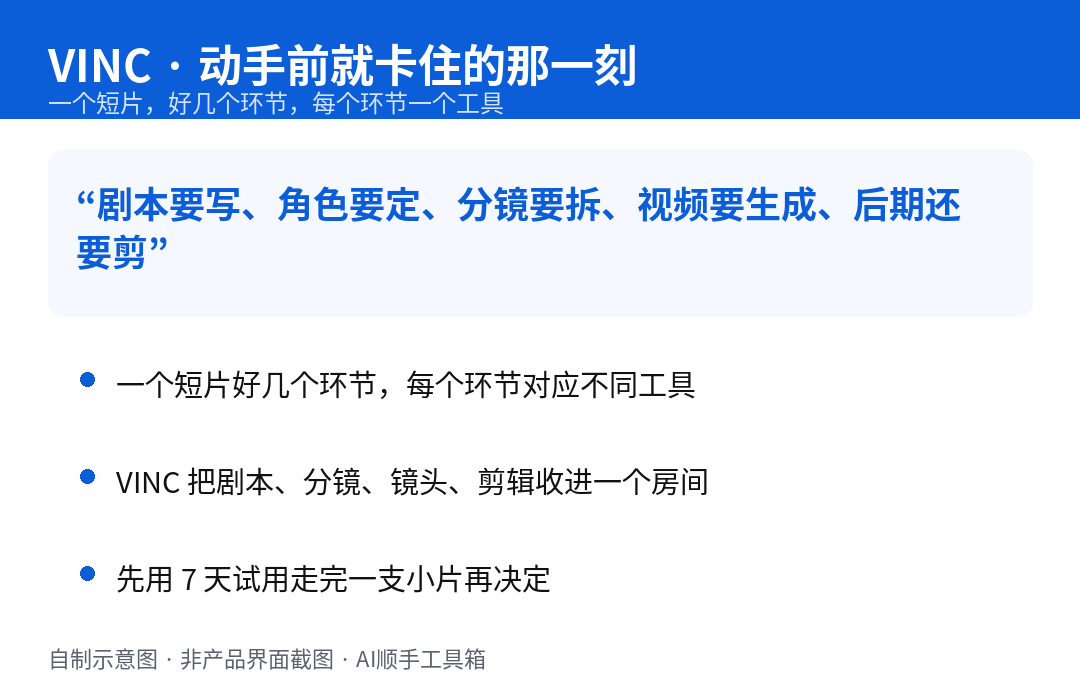 VINC · 动手前就卡住的那一刻
一个短片，好几个环节，每个环节一个工具
“剧本要写、角色要定、分镜要拆、视频要生成、后期还
要剪”
一个短片好几个环节，每个环节对应不同工具
VINC 把剧本、分镜、镜头、剪辑收进一个房间
先用 7 天试用走完一支小片再决定
自制示意图 · 非产品界面截图 · AI顺手工具箱